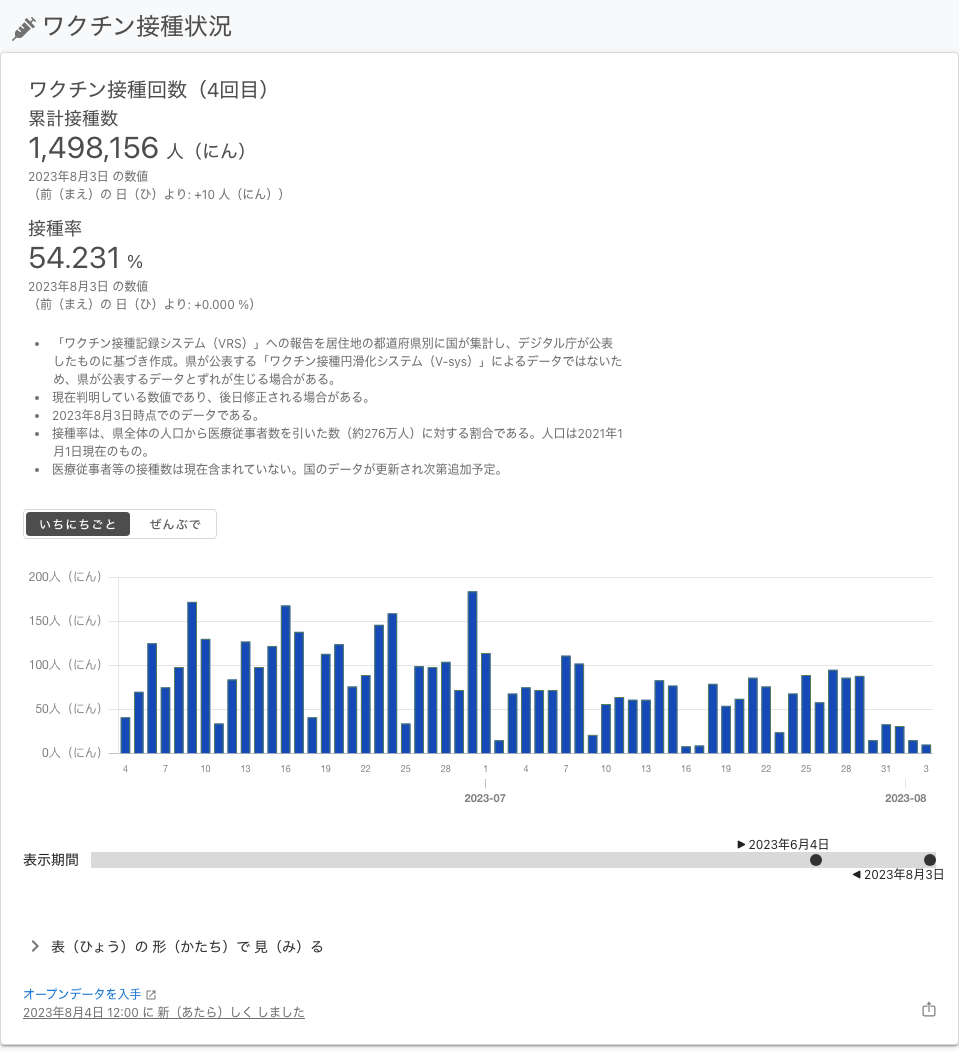 ワクチン接種状況
ワクチン接種回数（4回目）
累計接種数
1,498,156 人（にん）
2023年8月3日 の数値
（前（まえ）の 日（ひ）より: +10 人（にん））
接種率
54.231 %
2023年8月3日 の数値
（前（まえ）の 日（ひ）より: +0.000 %）
• 「ワクチン接種記録システム（VRS）」への報告を居住地の都道府県別に国が集計し、デジタル庁が公表
したものに基づき作成。県が公表する「ワクチン接種円滑化システム（V-sys）」によるデータではないた
め、県が公表するデータとずれが生じる場合がある。
• 現在判明している数値であり、後日修正される場合がある。
• 2023年8月3日時点でのデータである。
• 接種率は、県全体の人口から医療従事者数を引いた数（約276万人）に対する割合である。人口は2021年1
月1日現在のもの。
• 医療従事者等の接種数は現在含まれていない。国のデータが更新され次第追加予定。
いちにちごと ぜんぶで
200人（にん）
150人（にん）
100人（にん）
50人（にん）
0人（にん）
4 7 10 13 16 19 22 25 28 1 4 7 10 13 16 19 22 25 28 31 3
2023-07 2023-08
▶ 2023年6月4日
表示期間
◀ 2023年8月3日
表（ひょう）の 形（かたち）で 見（み）る
オープンデータを入手
2023年8月4日 12:00 に 新（あたら）しく しました